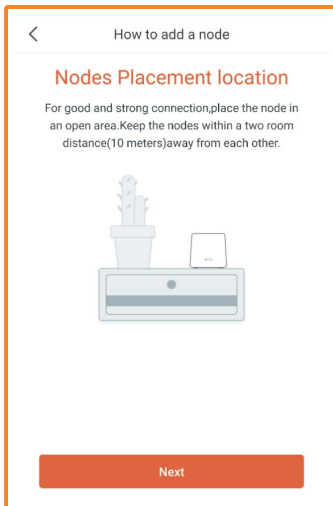 How to add a node
Nodes Placement location
For good and strong connection,place the node in
an open area.Keep the nodes within a two room
distance(10 meters)away from each other.
Next